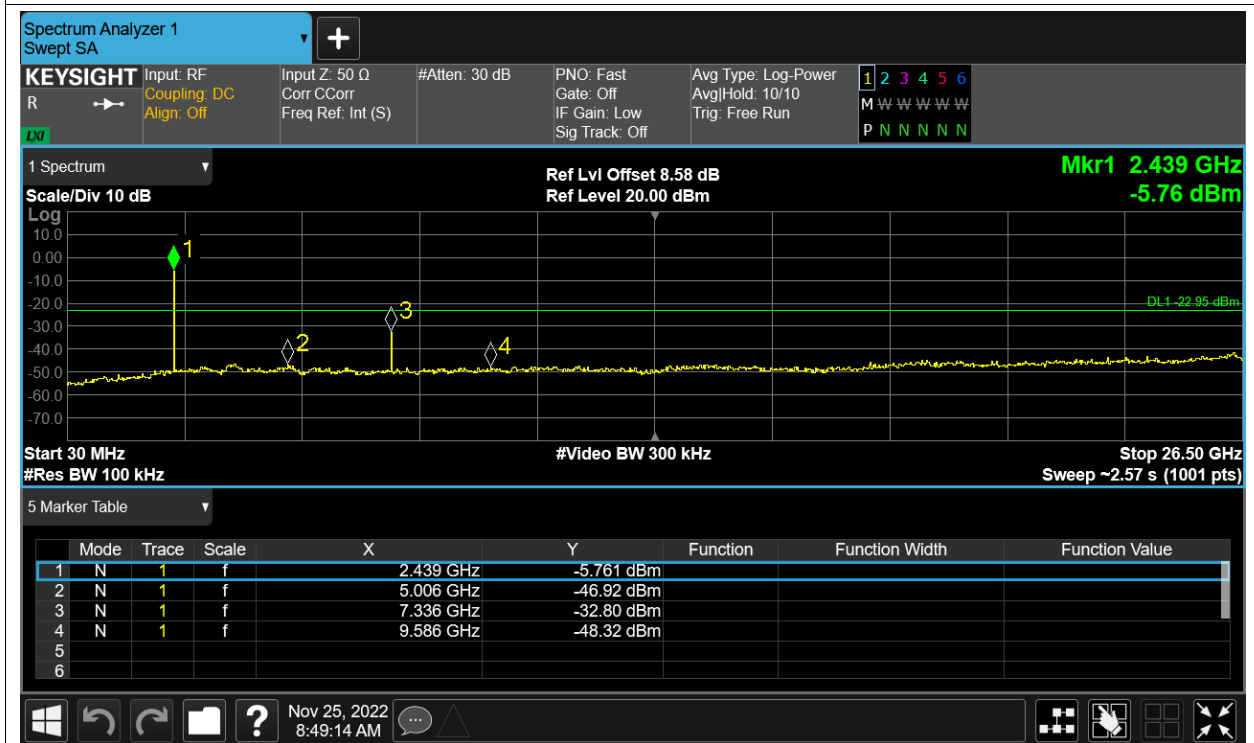 Spectrum Analyzer 1
Swept SA
+
KEYSIGHT
R
LXI
Input: RF
Coupling: DC
Align: Off
Input Z: 50 Ω
Corr CCorr
Freq Ref: Int (S)
#Atten: 30 dB
PNO: Fast
Gate: Off
IF Gain: Low
Sig Track: Off
Avg Type: Log-Power
Avg|Hold: 10/10
Trig: Free Run
1 2 3 4 5 6
M W W W W W
P N N N N N
1 Spectrum
Scale/Div 10 dB
Ref Lvl Offset 8.58 dB
Ref Level 20.00 dBm
Mkr1 2.439 GHz
-5.76 dBm
Log
10.0
0.00
-10.0
-20.0
-30.0
-40.0
-50.0
-60.0
-70.0
1
2
3
4
DL1 -22.95 dBm
Start 30 MHz
#Video BW 300 kHz
Stop 26.50 GHz
#Res BW 100 kHz
Sweep ~2.57 s (1001 pts)
5 Marker Table
Mode Trace Scale X Y Function Function Width Function Value
1 N 1 f 2.439 GHz -5.761 dBm
2 N 1 f 5.006 GHz -46.92 dBm
3 N 1 f 7.336 GHz -32.80 dBm
4 N 1 f 9.586 GHz -48.32 dBm
5
6
?
Nov 25, 2022
8:49:14 AM